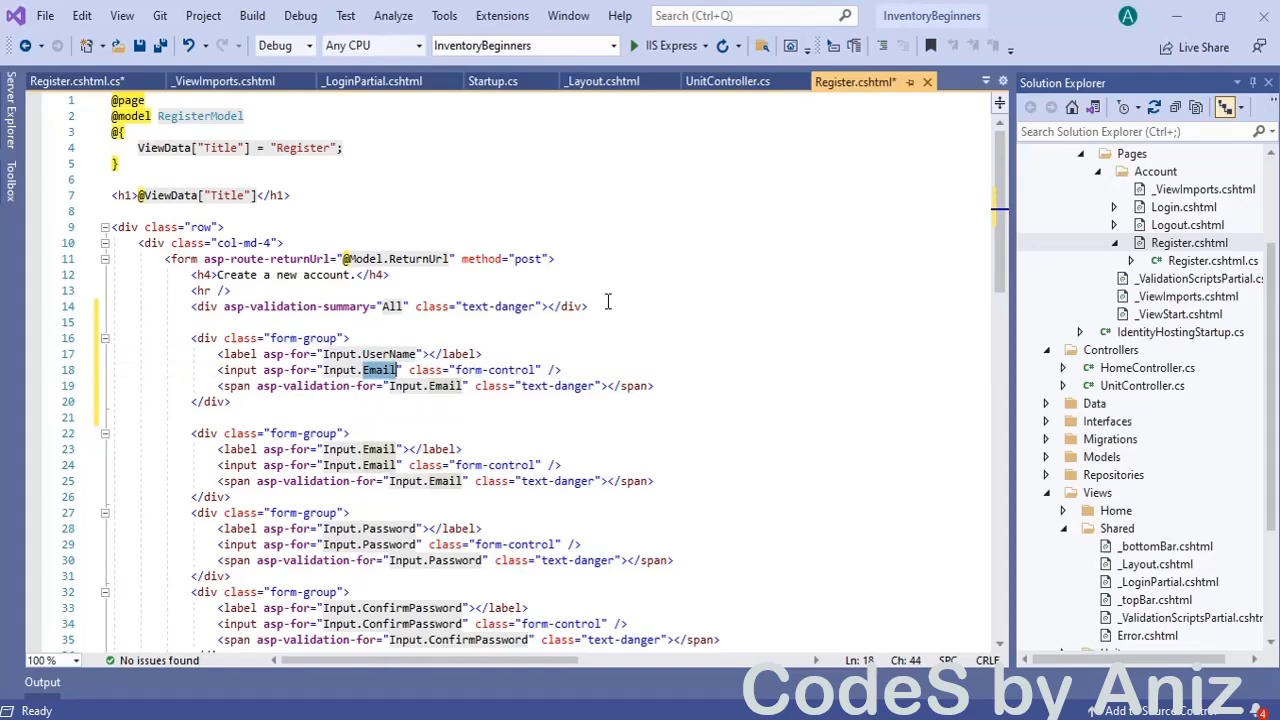 File Edit View Git Project Build Debug Test Analyze Tools Extensions Window Help Search (Ctrl+Q) InventoryBeginners A
Debug Any CPU InventoryBeginners IIS Express Live Share
Register.cshtml.cs* _ViewImports.cshtml _LoginPartial.cshtml Startup.cs _Layout.cshtml UnitController.cs Register.cshtml*
Server Explorer
Toolbox
1 @page
2 @model RegisterModel
3 @{
4 ViewData["Title"] = "Register";
5 }
6
7 <h1>@ViewData["Title"]</h1>
8
9 <div class="row">
10 <div class="col-md-4">
11 <form asp-route-returnUrl="@Model.ReturnUrl" method="post">
12 <h4>Create a new account.</h4>
13 <hr />
14 <div asp-validation-summary="All" class="text-danger"></div>
15
16 <div class="form-group">
17 <label asp-for="Input.UserName"></label>
18 <input asp-for="Input.Email" class="form-control" />
19 <span asp-validation-for="Input.Email" class="text-danger"></span>
20 </div>
21
22 <div class="form-group">
23 <label asp-for="Input.Email"></label>
24 <input asp-for="Input.Email" class="form-control" />
25 <span asp-validation-for="Input.Email" class="text-danger"></span>
26 </div>
27 <div class="form-group">
28 <label asp-for="Input.Password"></label>
29 <input asp-for="Input.Password" class="form-control" />
30 <span asp-validation-for="Input.Password" class="text-danger"></span>
31 </div>
32 <div class="form-group">
33 <label asp-for="Input.ConfirmPassword"></label>
34 <input asp-for="Input.ConfirmPassword" class="form-control" />
35 <span asp-validation-for="Input.ConfirmPassword" class="text-danger"></span>
100 % No issues found Ln: 18 Ch: 44 SPC CRLF
Solution Explorer
Search Solution Explorer (Ctrl+;)
Pages
Account
_ViewImports.cshtml
Login.cshtml
Logout.cshtml
Register.cshtml
Register.cshtml.cs
_ValidationScriptsPartial.cs
_ViewImports.cshtml
_ViewStart.cshtml
IdentityHostingStartup.cs
Controllers
HomeController.cs
UnitController.cs
Data
Interfaces
Migrations
Models
Repositories
Views
Home
Shared
_bottomBar.cshtml
_Layout.cshtml
_LoginPartial.cshtml
_topBar.cshtml
_ValidationScriptsPartial.cshtr
Error.cshtml
Output
Ready
CodeS by Aniz.
Add to Source 4